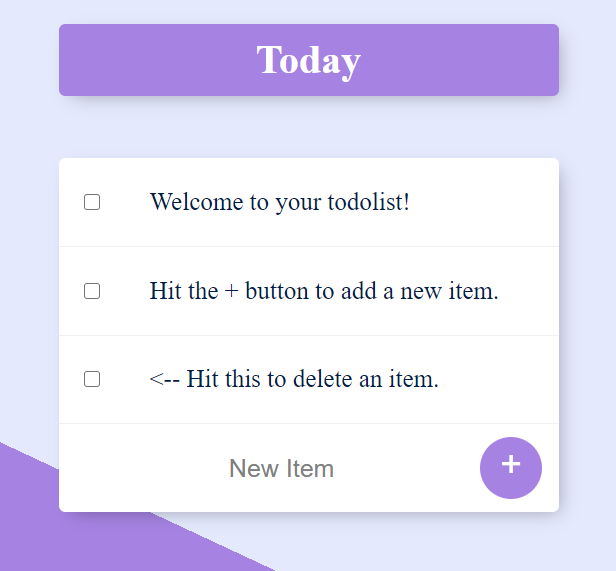 Today
Welcome to your todolist!
Hit the + button to add a new item.
<-- Hit this to delete an item.
New Item
+